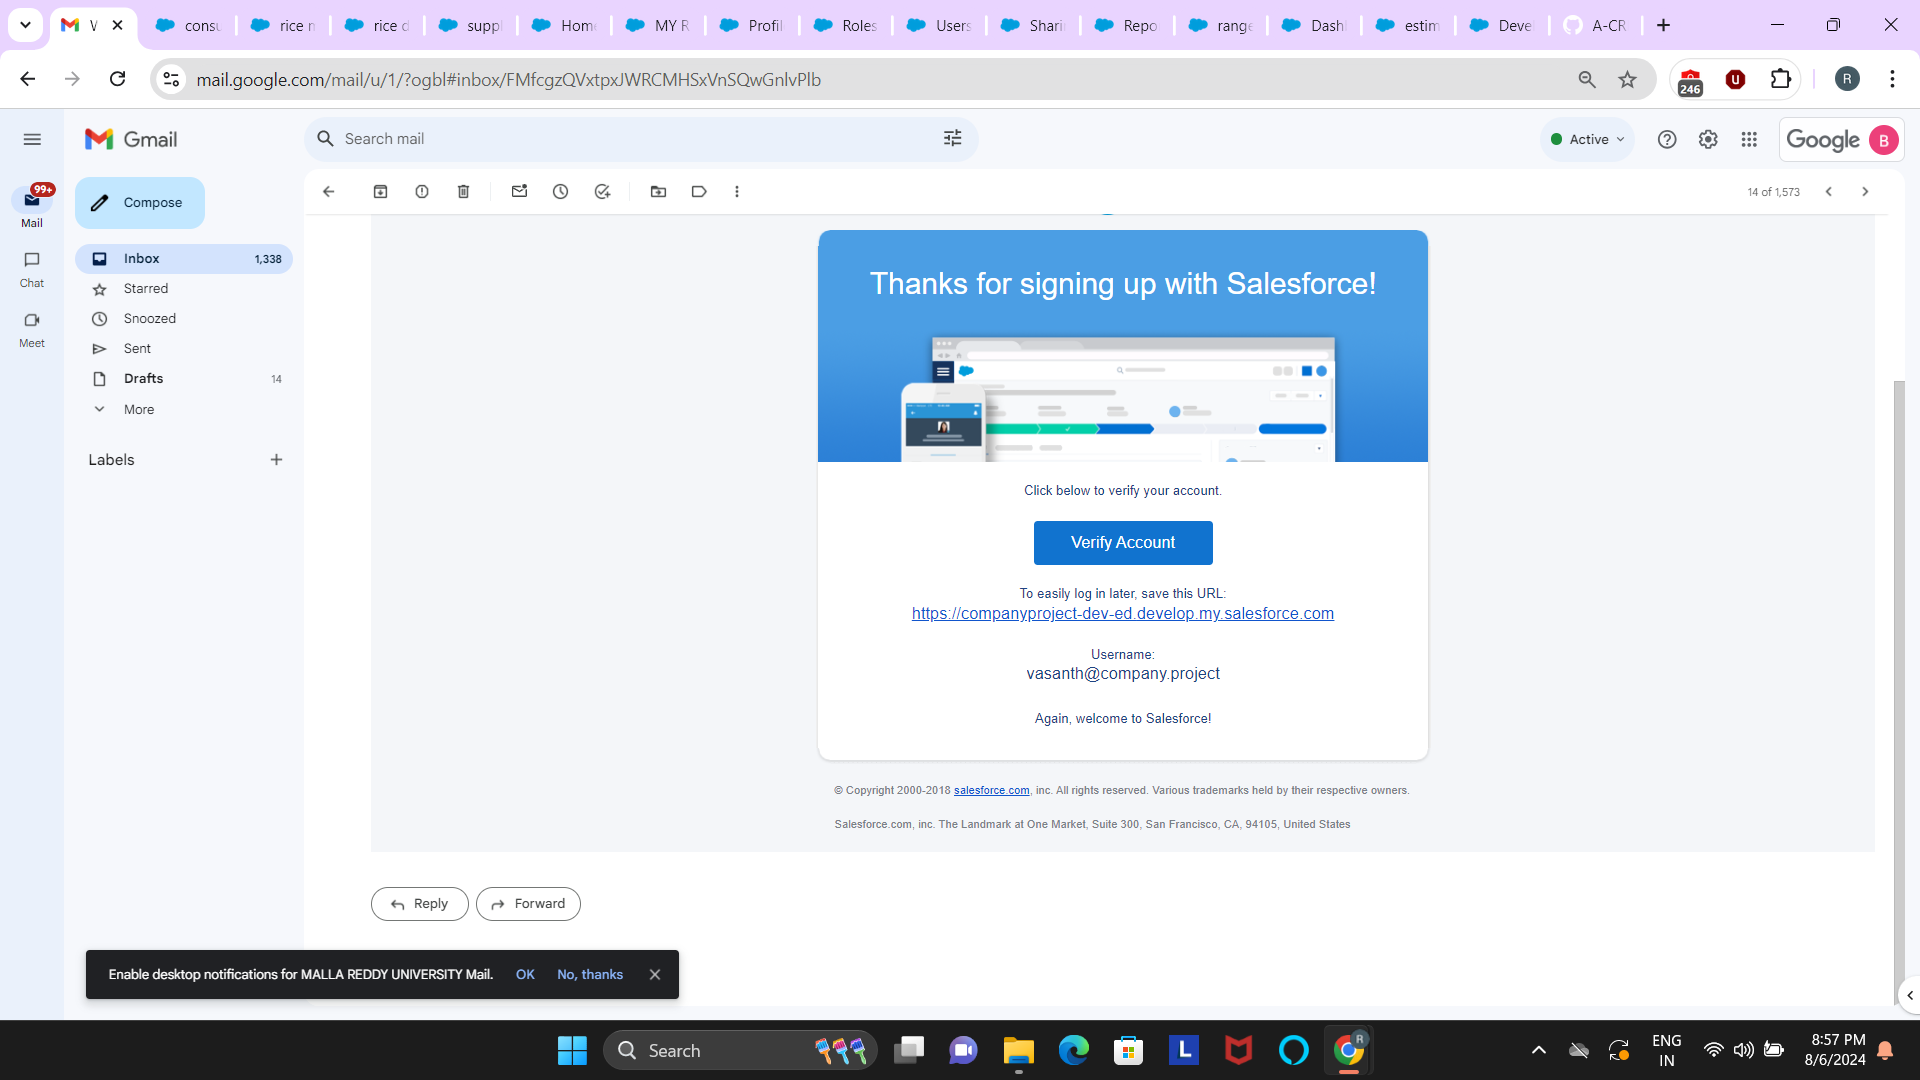 W
consu
rice m
rice d
suppl
Home
MY R
Profil
Roles
Users
Sharin
Repo
range
Dashb
estim
Devel
A-CR
mail.google.com/mail/u/1/?ogbl#inbox/FMfcgzQVxtpxJWRCMHSxVnSQwGnlvPlb
246
R
Gmail
Search mail
Active
Google
B
99+
Mail
Chat
Meet
Compose
Inbox 1,338
Starred
Snoozed
Sent
Drafts 14
More
Labels
14 of 1,573
Thanks for signing up with Salesforce!
Click below to verify your account.
Verify Account
To easily log in later, save this URL:
https://companyproject-dev-ed.develop.my.salesforce.com
Username:
vasanth@company.project
Again, welcome to Salesforce!
© Copyright 2000-2018 salesforce.com, inc. All rights reserved. Various trademarks held by their respective owners.
Salesforce.com, inc. The Landmark at One Market, Suite 300, San Francisco, CA, 94105, United States
Reply
Forward
Enable desktop notifications for MALLA REDDY UNIVERSITY Mail. OK No, thanks
Search
L
R
ENG
IN
8:57 PM
8/6/2024